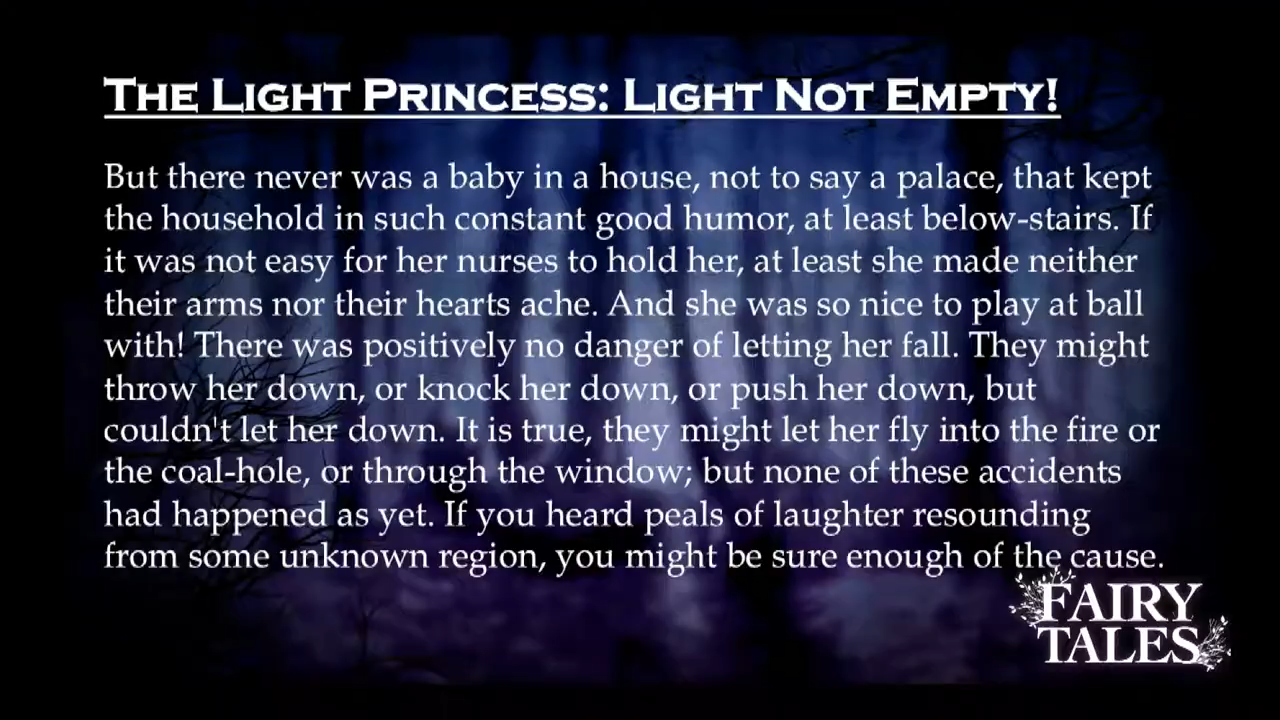 THE LIGHT PRINCESS: LIGHT NOT EMPTY!
But there never was a baby in a house, not to say a palace, that kept
the household in such constant good humor, at least below-stairs. If
it was not easy for her nurses to hold her, at least she made neither
their arms nor their hearts ache. And she was so nice to play at ball
with! There was positively no danger of letting her fall. They might
throw her down, or knock her down, or push her down, but
couldn't let her down. It is true, they might let her fly into the fire or
the coal-hole, or through the window; but none of these accidents
had happened as yet. If you heard peals of laughter resounding
from some unknown region, you might be sure enough of the cause.
FAIRY
TALES